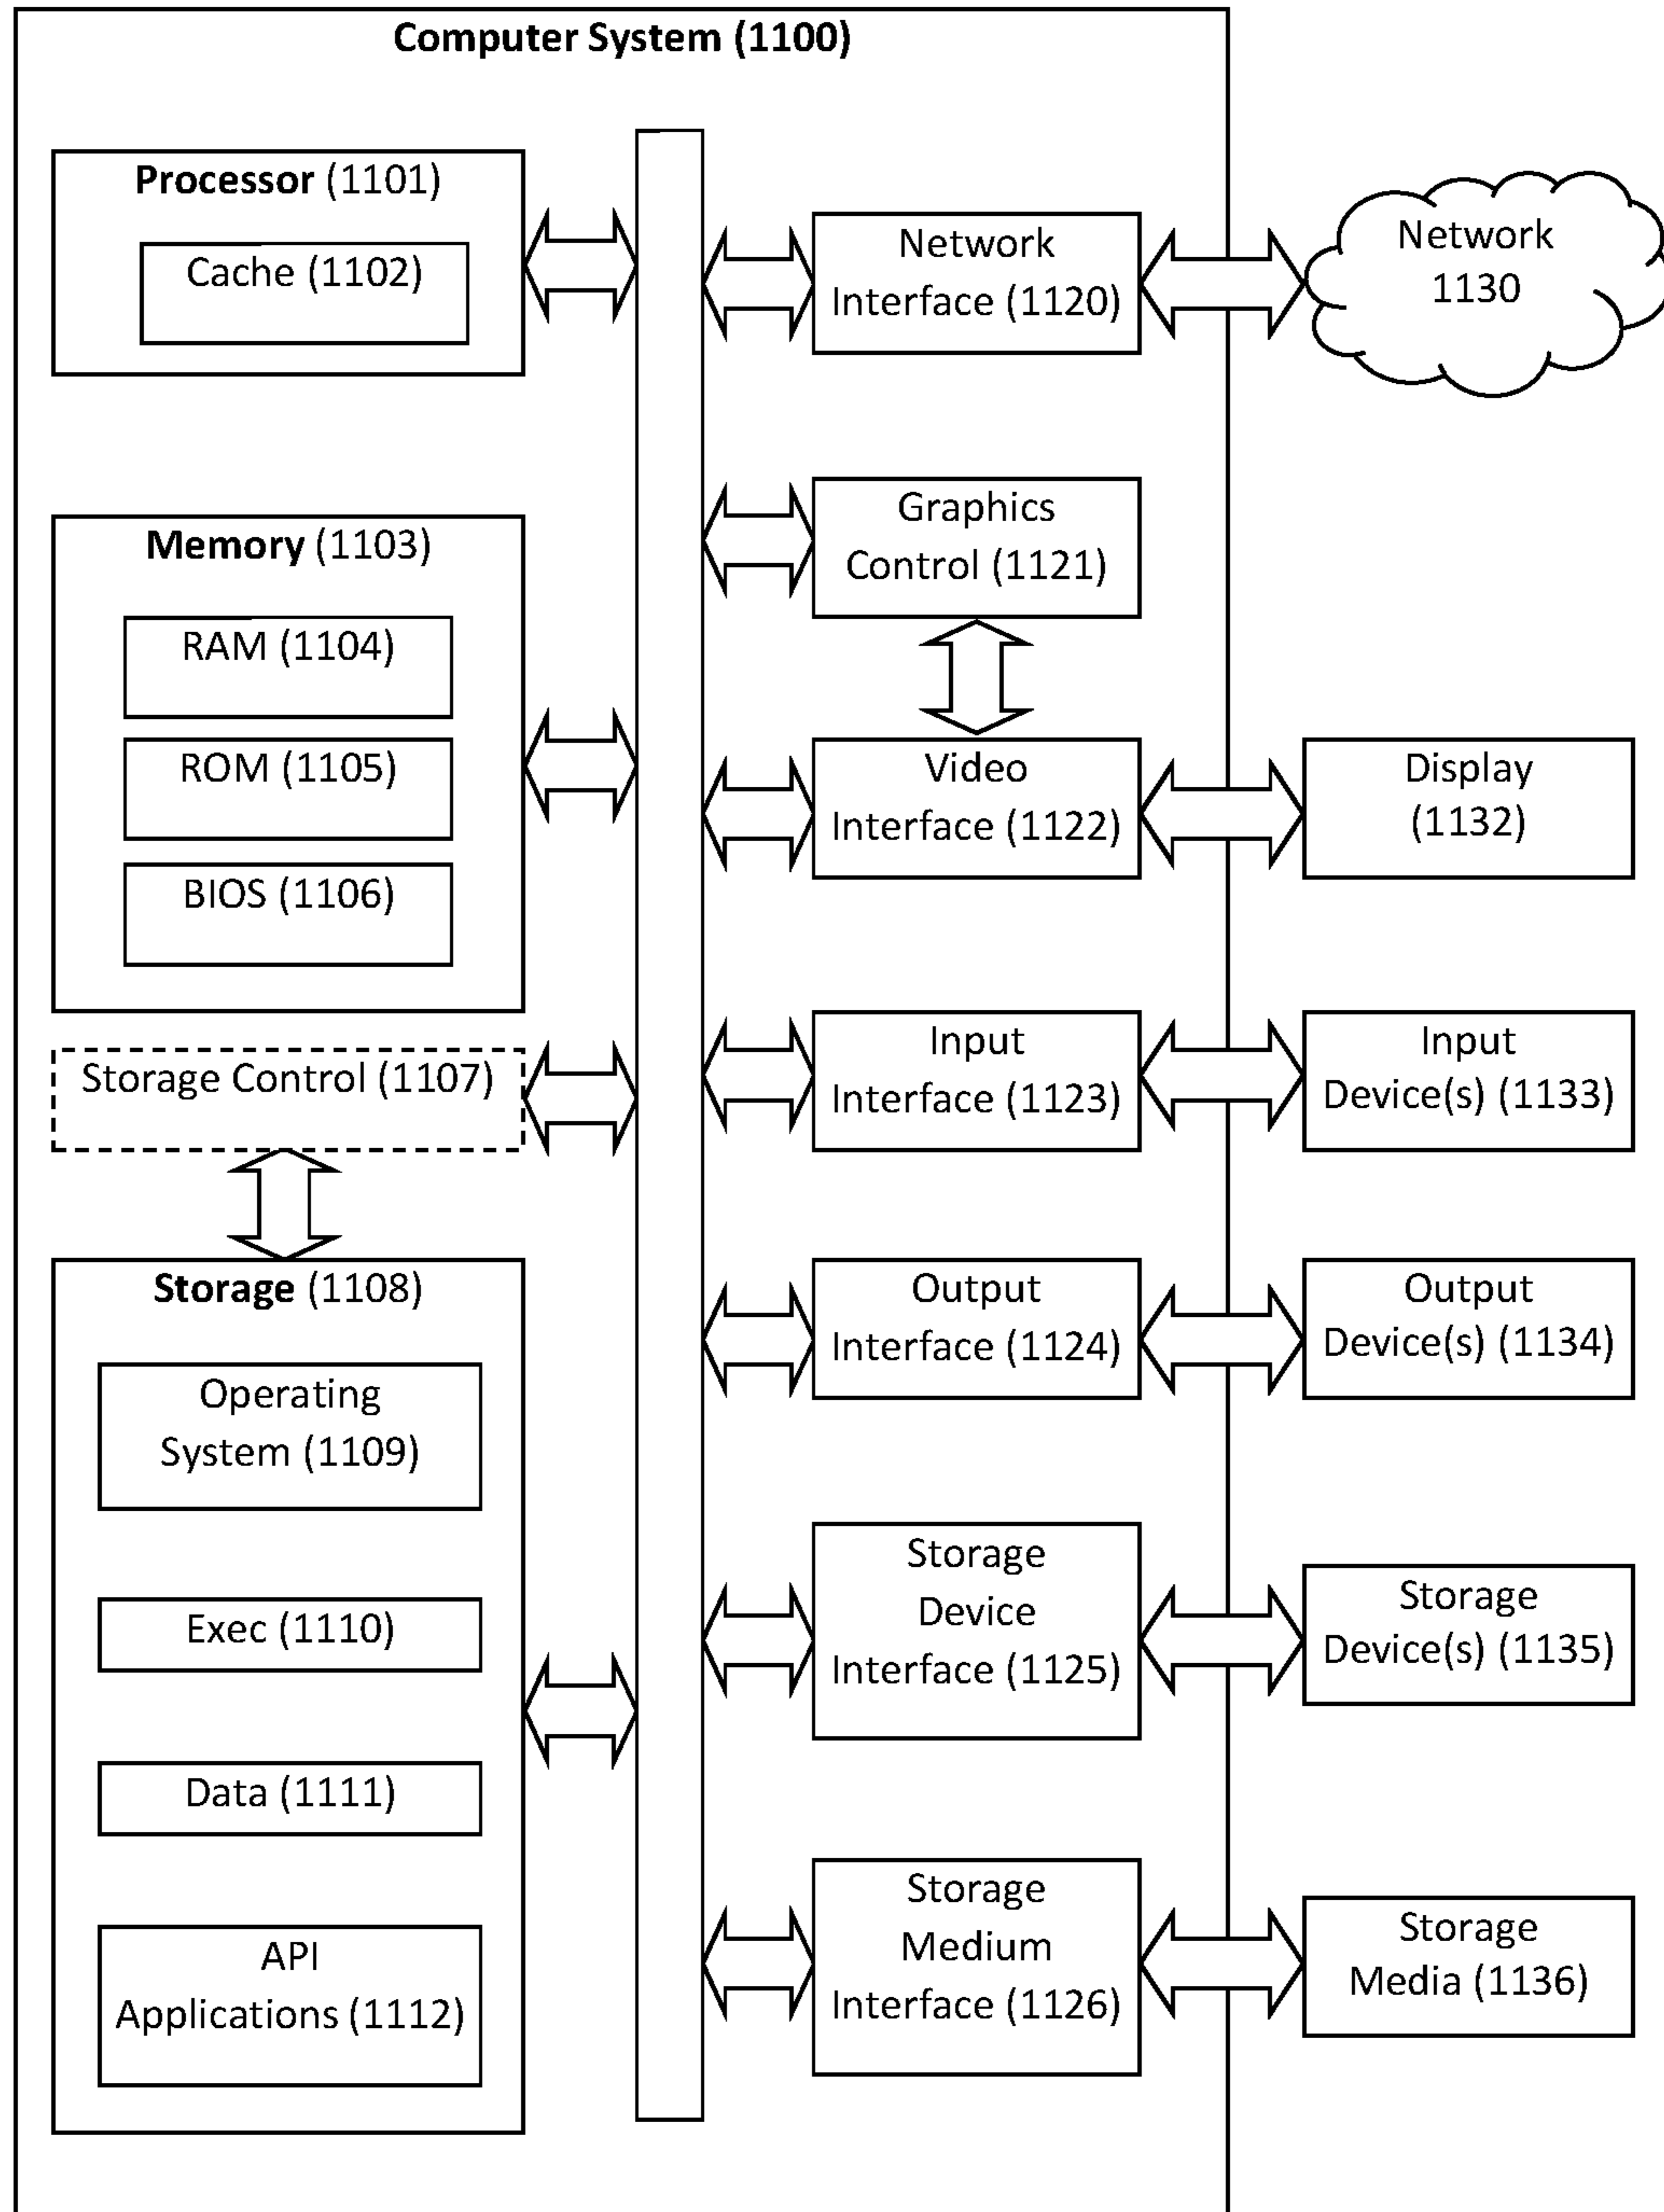 Computer System (1100)
Processor (1101)
Cache (1102)
Memory (1103)
RAM (1104)
ROM (1105)
BIOS (1106)
Storage Control (1107)
Storage (1108)
Operating
System (1109)
Exec (1110)
Data (1111)
API
Applications (1112)
Network
Interface (1120)
Graphics
Control (1121)
Video
Interface (1122)
Input
Interface (1123)
Output
Interface (1124)
Storage
Device
Interface (1125)
Storage
Medium
Interface (1126)
Network
1130
Display
(1132)
Input
Device(s) (1133)
Output
Device(s) (1134)
Storage
Device(s) (1135)
Storage
Media (1136)